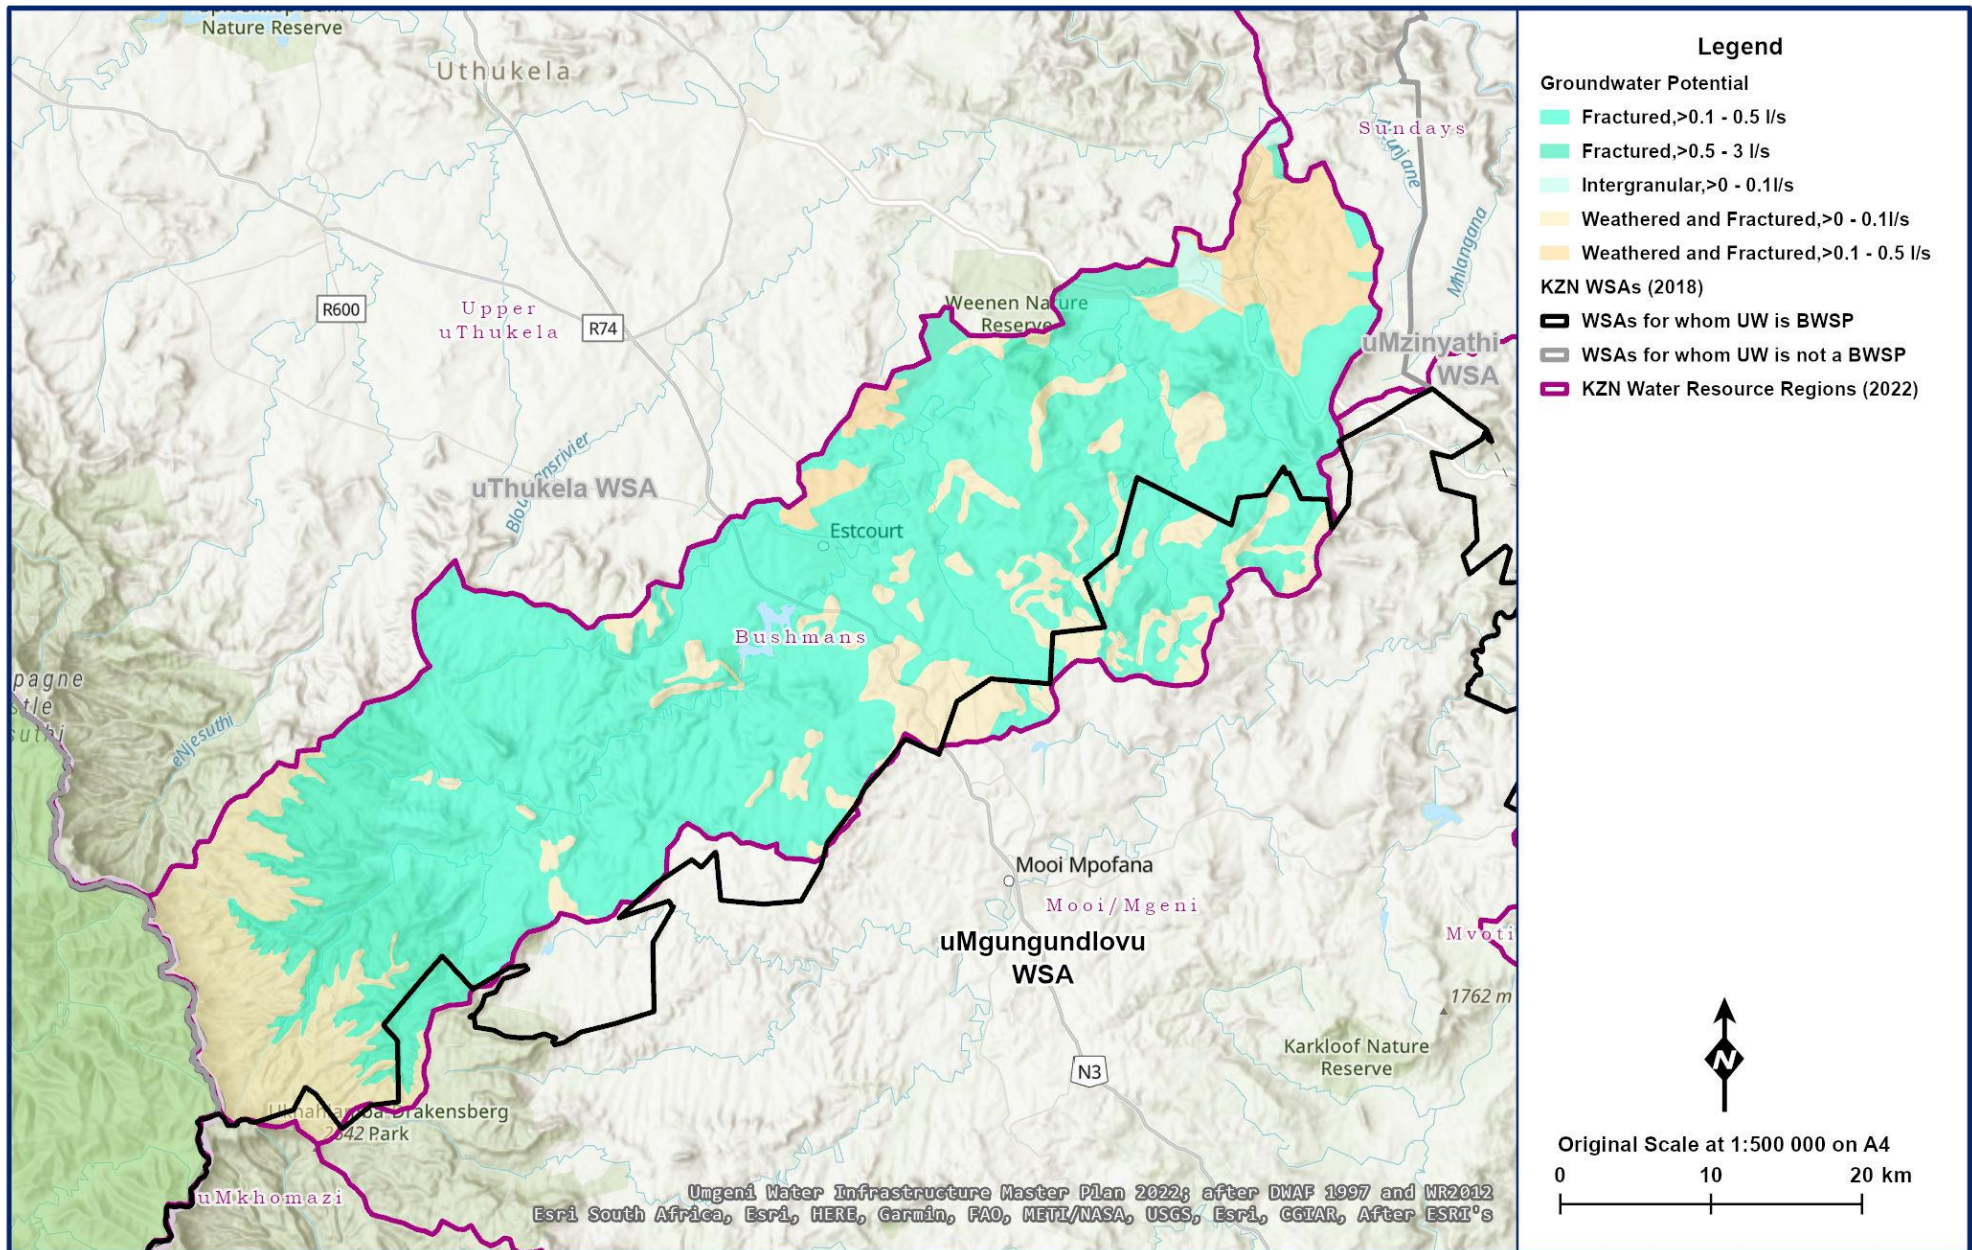 Nature Reserve
Uthukela
Sundays
Mhlangana
R600
Upper
uThukela
R74
Weenen Nature
Reserve
uMzinyathi
WSA
uThukela WSA
Estcourt
Bushmans
pagne
stle
suthi
eNjesuthi
Mooi Mpofana
Mooi/Mgeni
uMgungundlovu
WSA
Mvoti
1762 m
Karkloof Nature
Reserve
N3
Drakensberg
Park
uMkhomazi
Umgeni Water Infrastructure Master Plan 2022; after DWAF 1997 and WR2012
Esri South Africa, Esri, HERE, Garmin, FAO, METI/NASA, USGS, Esri, CGIAR, After ESRI's
Legend
Groundwater Potential
Fractured,>0.1 - 0.5 l/s
Fractured,>0.5 - 3 l/s
Intergranular,>0 - 0.1l/s
Weathered and Fractured,>0 - 0.1l/s
Weathered and Fractured,>0.1 - 0.5 l/s
KZN WSAs (2018)
WSAs for whom UW is BWSP
WSAs for whom UW is not a BWSP
KZN Water Resource Regions (2022)
N
Original Scale at 1:500 000 on A4
0 10 20 km